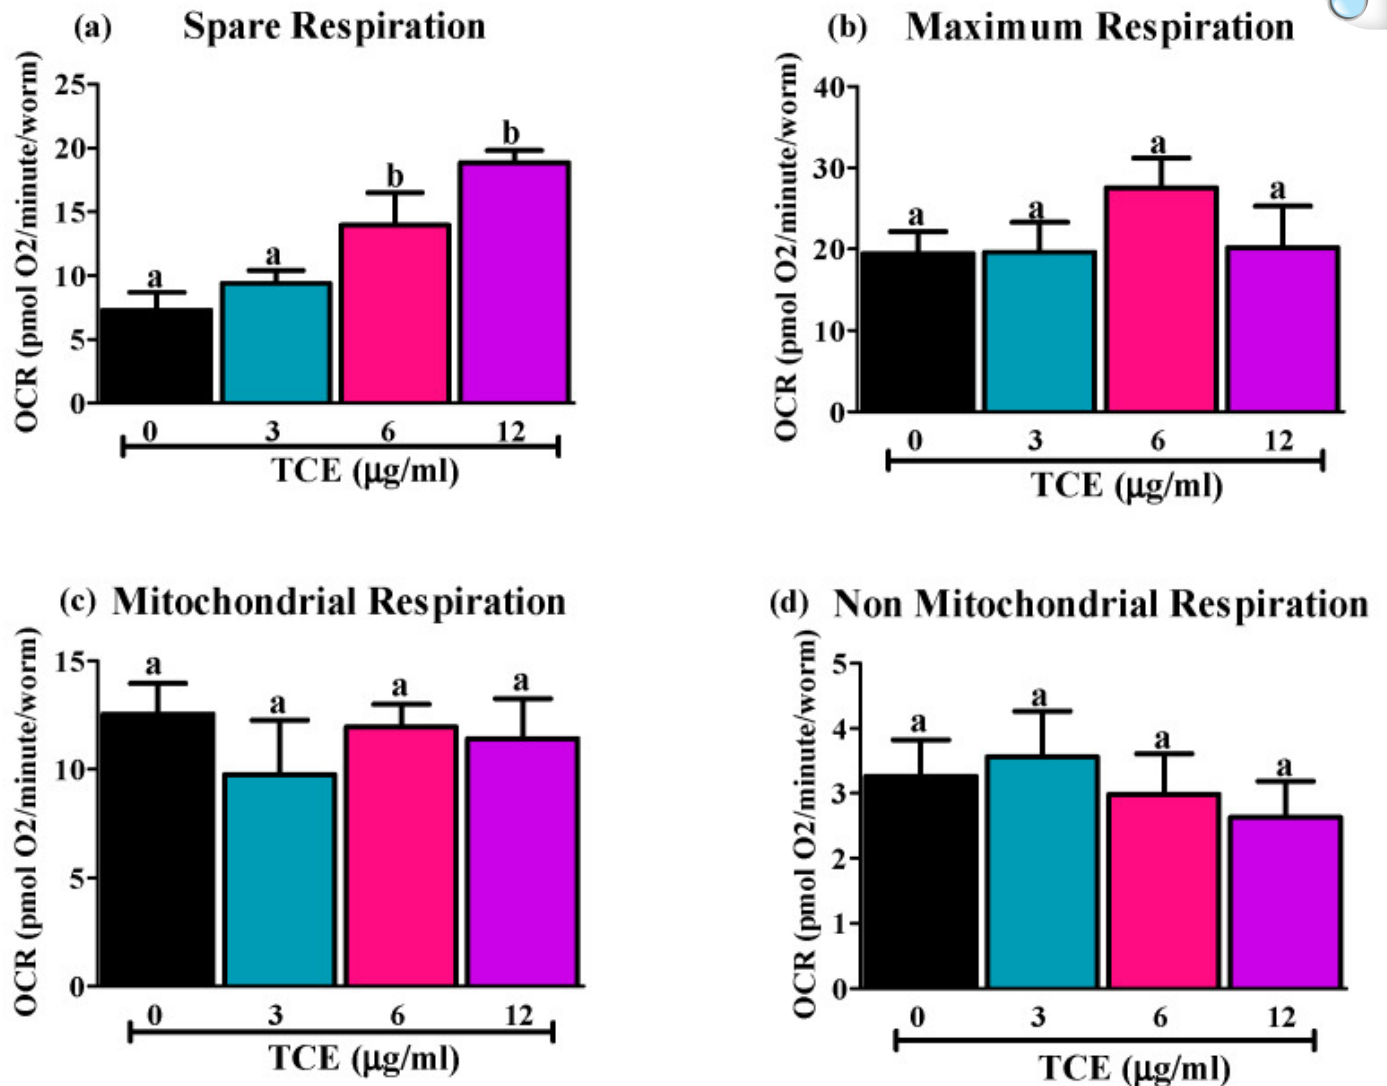 (a) Spare Respiration
OCR (pmol O2/minute/worm)
25
20
15
10
5
0
a
a
b
b
0 3 6 12
TCE (μg/ml)
(b) Maximum Respiration
OCR (pmol O2/minute/worm)
40
30
20
10
0
a
a
a
a
0 3 6 12
TCE (μg/ml)
(c) Mitochondrial Respiration
OCR (pmol O2/minute/worm)
15
10
5
0
a
a
a
a
0 3 6 12
TCE (μg/ml)
(d) Non Mitochondrial Respiration
OCR (pmol O2/minute/worm)
5
4
3
2
1
0
a
a
a
a
0 3 6 12
TCE (μg/ml)